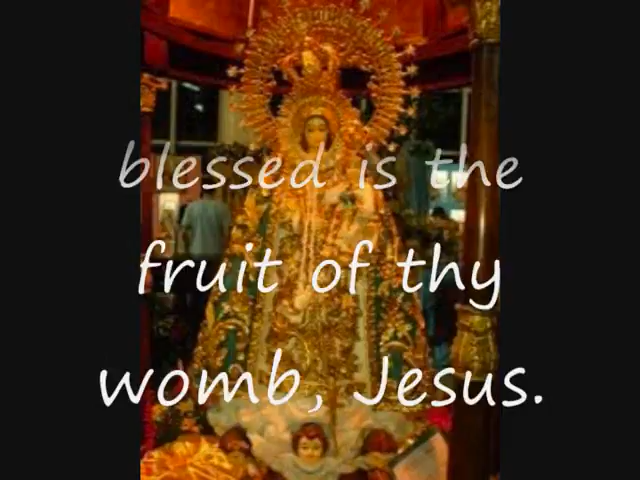 blessed is the
fruit of thy
womb, Jesus.